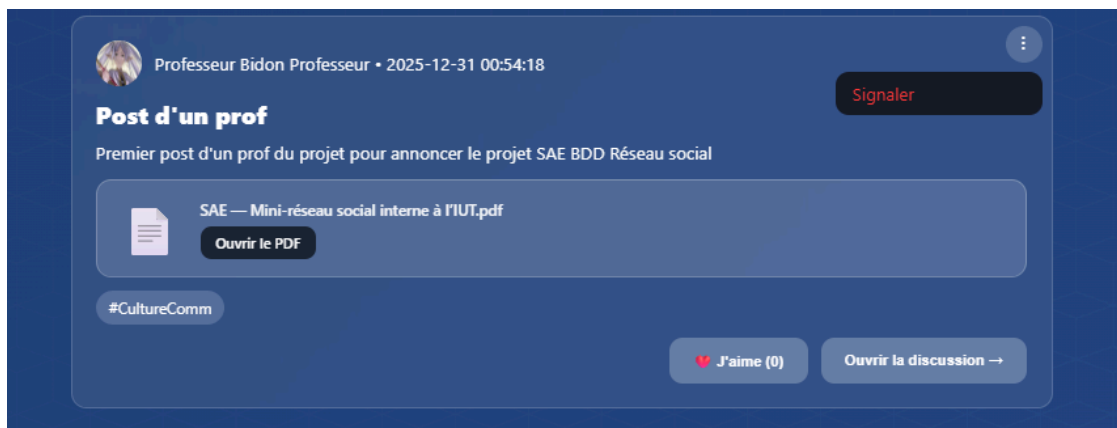 Professeur Bidon Professeur • 2025-12-31 00:54:18
Signaler
Post d'un prof
Premier post d'un prof du projet pour annoncer le projet SAE BDD Réseau social
SAE — Mini-réseau social interne à l'IUT.pdf
Ouvrir le PDF
#CultureComm
J'aime (0)
Ouvrir la discussion →